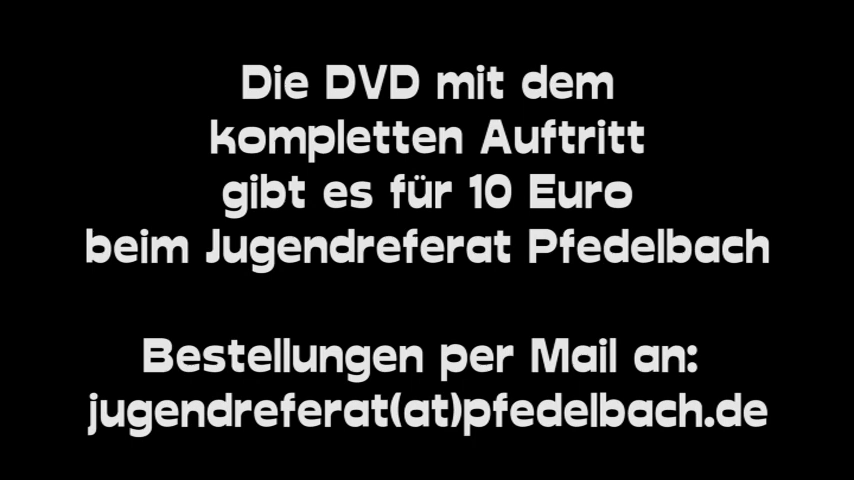 Die DVD mit dem
kompletten Auftritt
gibt es für 10 Euro
beim Jugendreferat Pfedelbach
Bestellungen per Mail an:
jugendreferat(at)pfedelbach.de